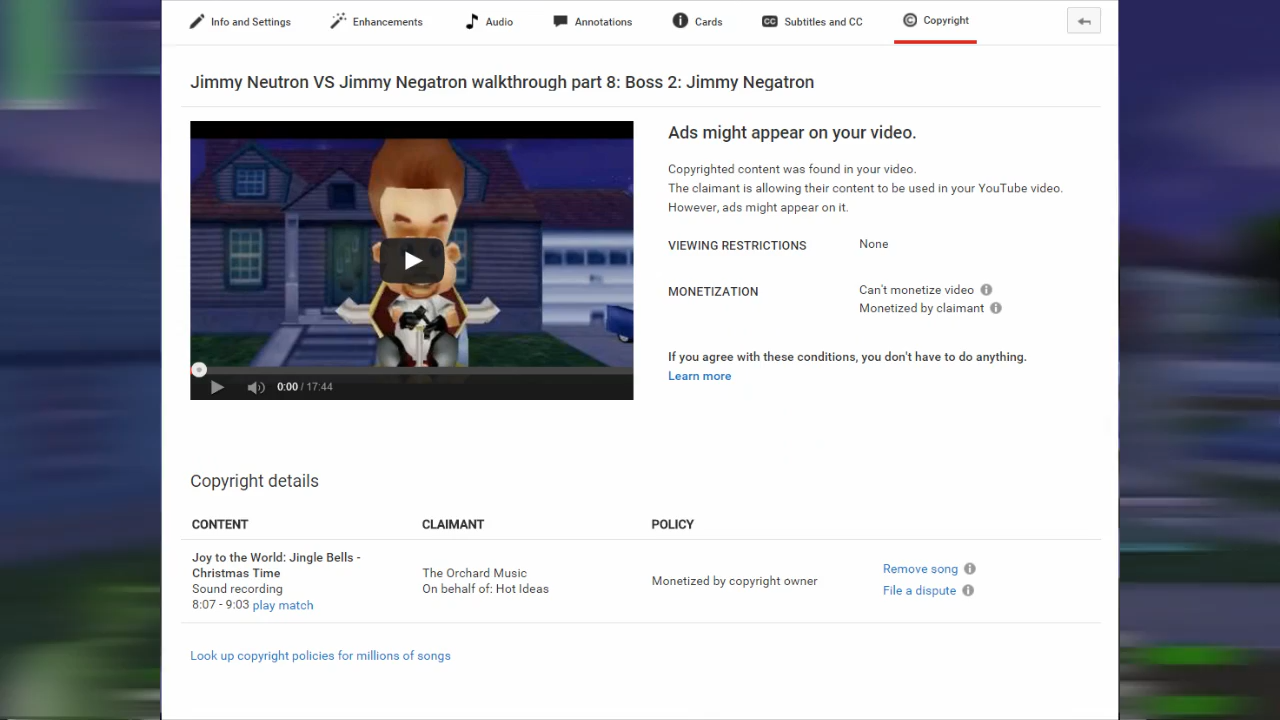 Info and Settings Enhancements Audio Annotations Cards CC Subtitles and CC Copyright
Jimmy Neutron VS Jimmy Negatron walkthrough part 8: Boss 2: Jimmy Negatron
Ads might appear on your video.
Copyrighted content was found in your video.
The claimant is allowing their content to be used in your YouTube video.
However, ads might appear on it.
VIEWING RESTRICTIONS None
MONETIZATION Can't monetize video
Monetized by claimant
If you agree with these conditions, you don't have to do anything.
Learn more
0:00 / 17:44
Copyright details
CONTENT CLAIMANT POLICY
Joy to the World: Jingle Bells -
Christmas Time
Sound recording
8:07 - 9:03 play match
The Orchard Music
On behalf of: Hot Ideas
Monetized by copyright owner
Remove song
File a dispute
Look up copyright policies for millions of songs